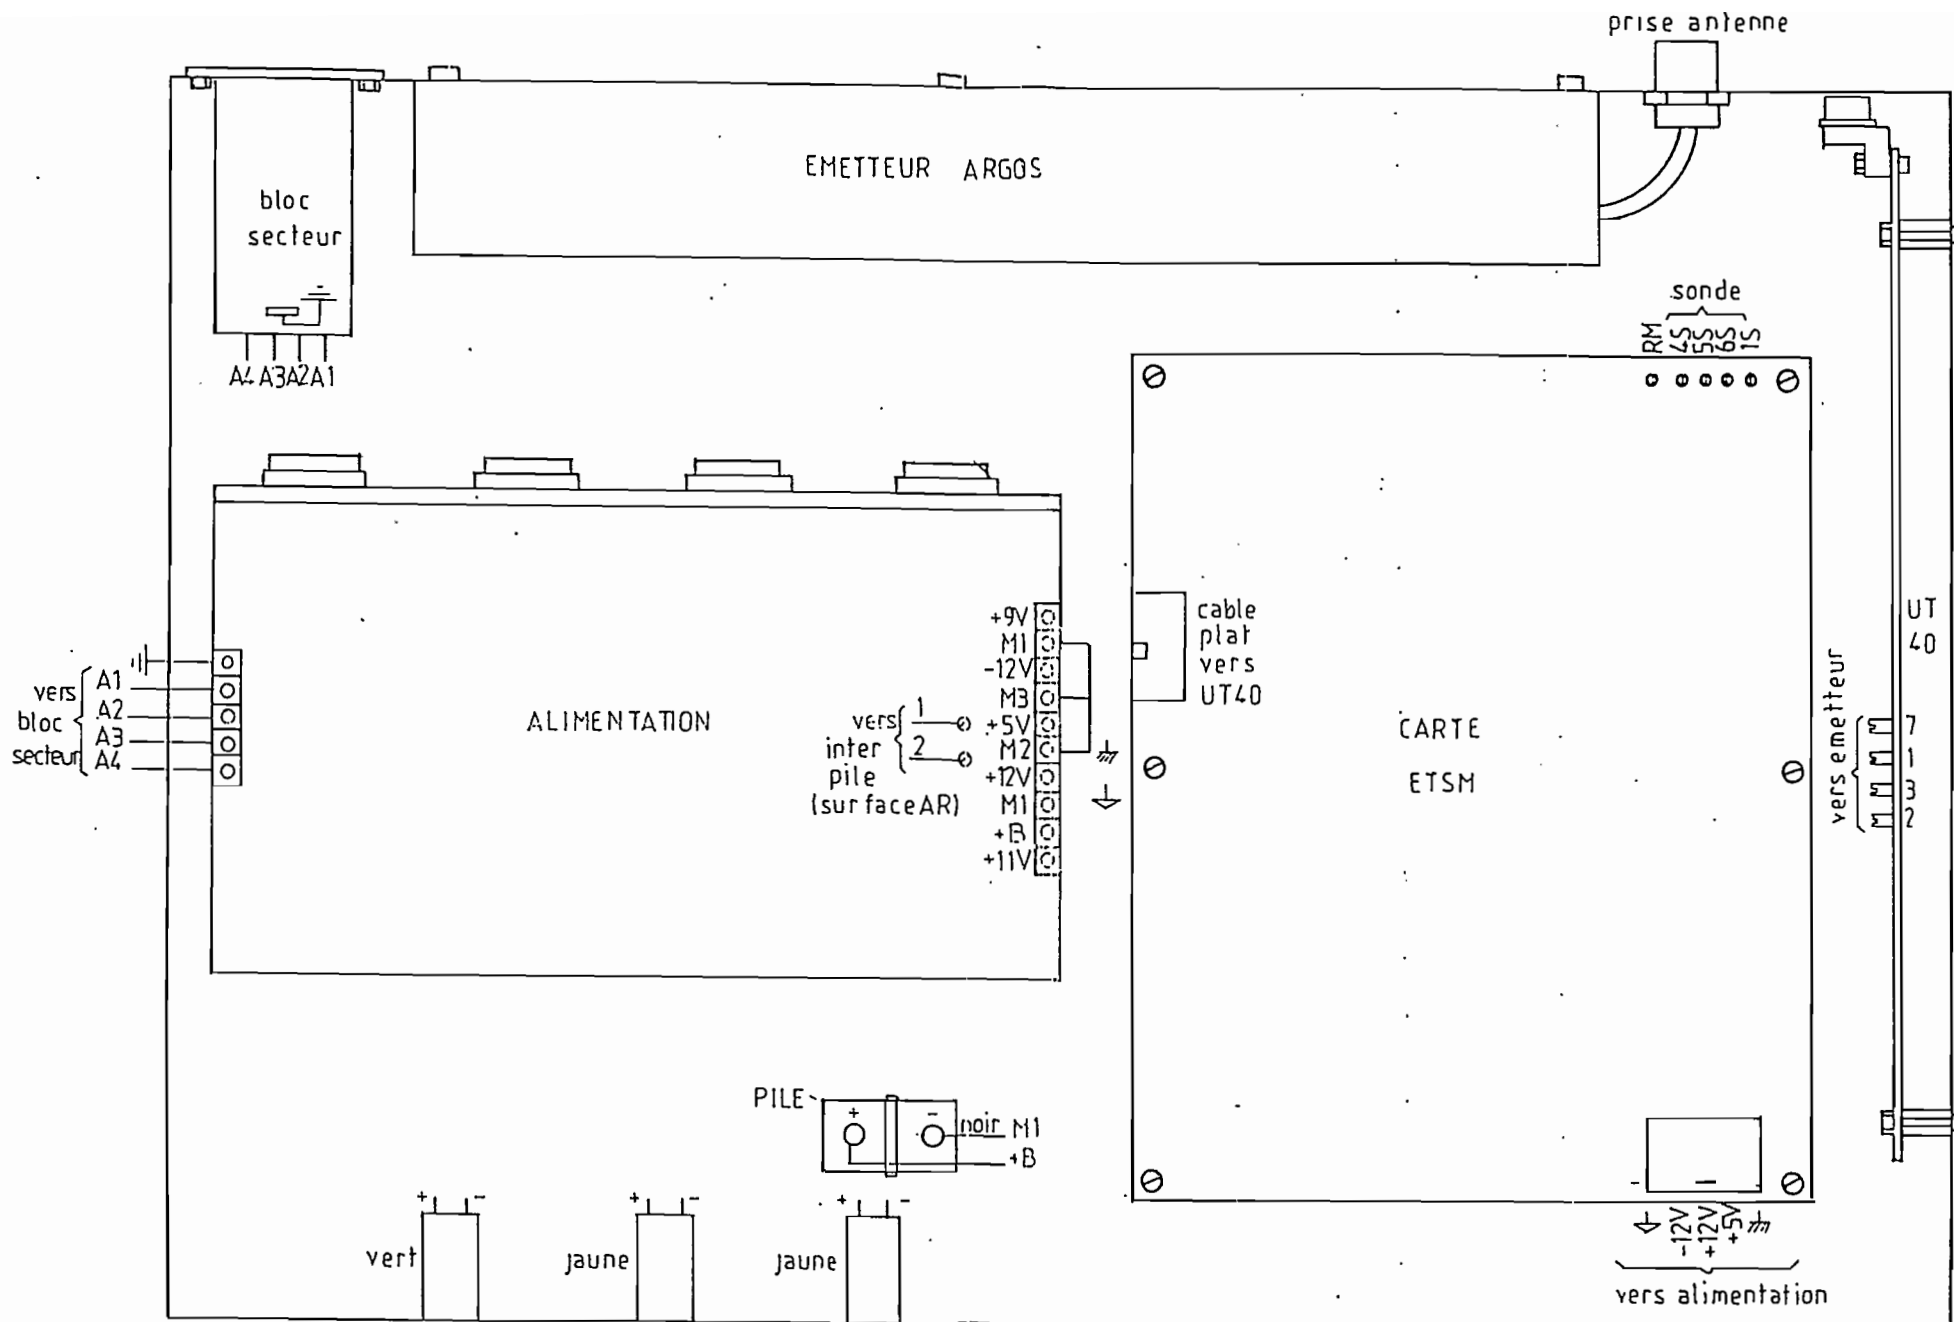 prise antenne
EMETTEUR ARGOS
bloc
secteur
sonde
RM
4S
5S
6S
1S
A4 A3 A2 A1
+9V
M1
-12V
M3
+5V
M2
+12V
M1
+B
+11V
cable
plat
vers
UT40
UT
40
vers
bloc
secteur
A1
A2
A3
A4
ALIMENTATION
vers
inter
pile
(sur face AR)
1
2
CARTE
ETSM
vers emetteur
7
1
3
2
PILE
+ -
noir M1
+B
+ -
vert
+ -
jaune
+ -
jaune
-12V
+12V
+5V
vers alimentation